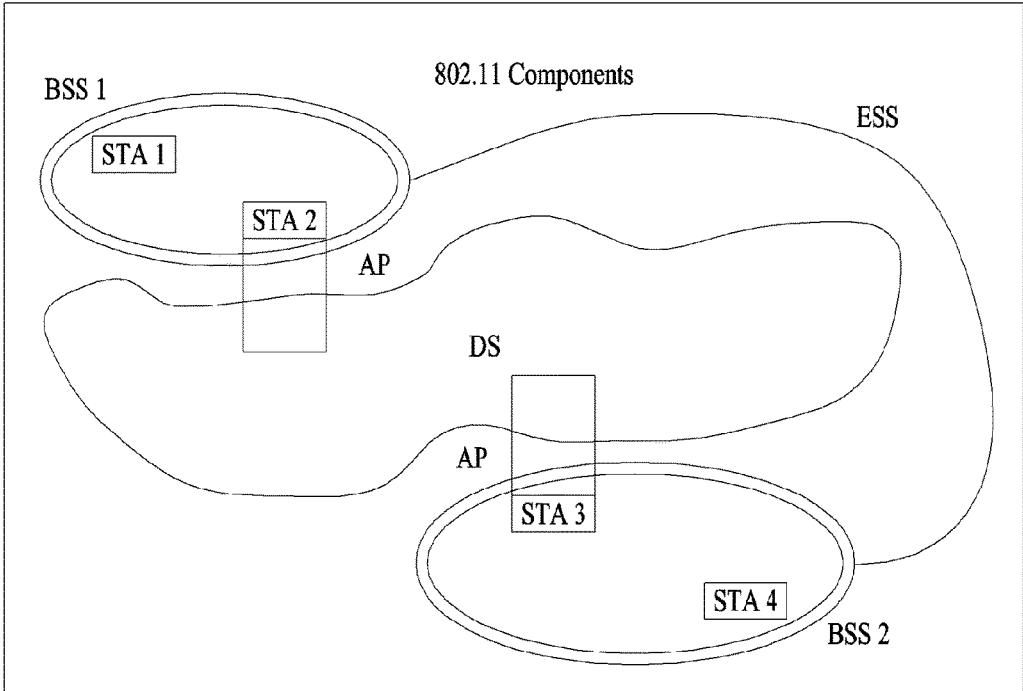 802.11 Components
BSS 1
ESS
STA 1
STA 2
AP
DS
AP
STA 3
STA 4
BSS 2